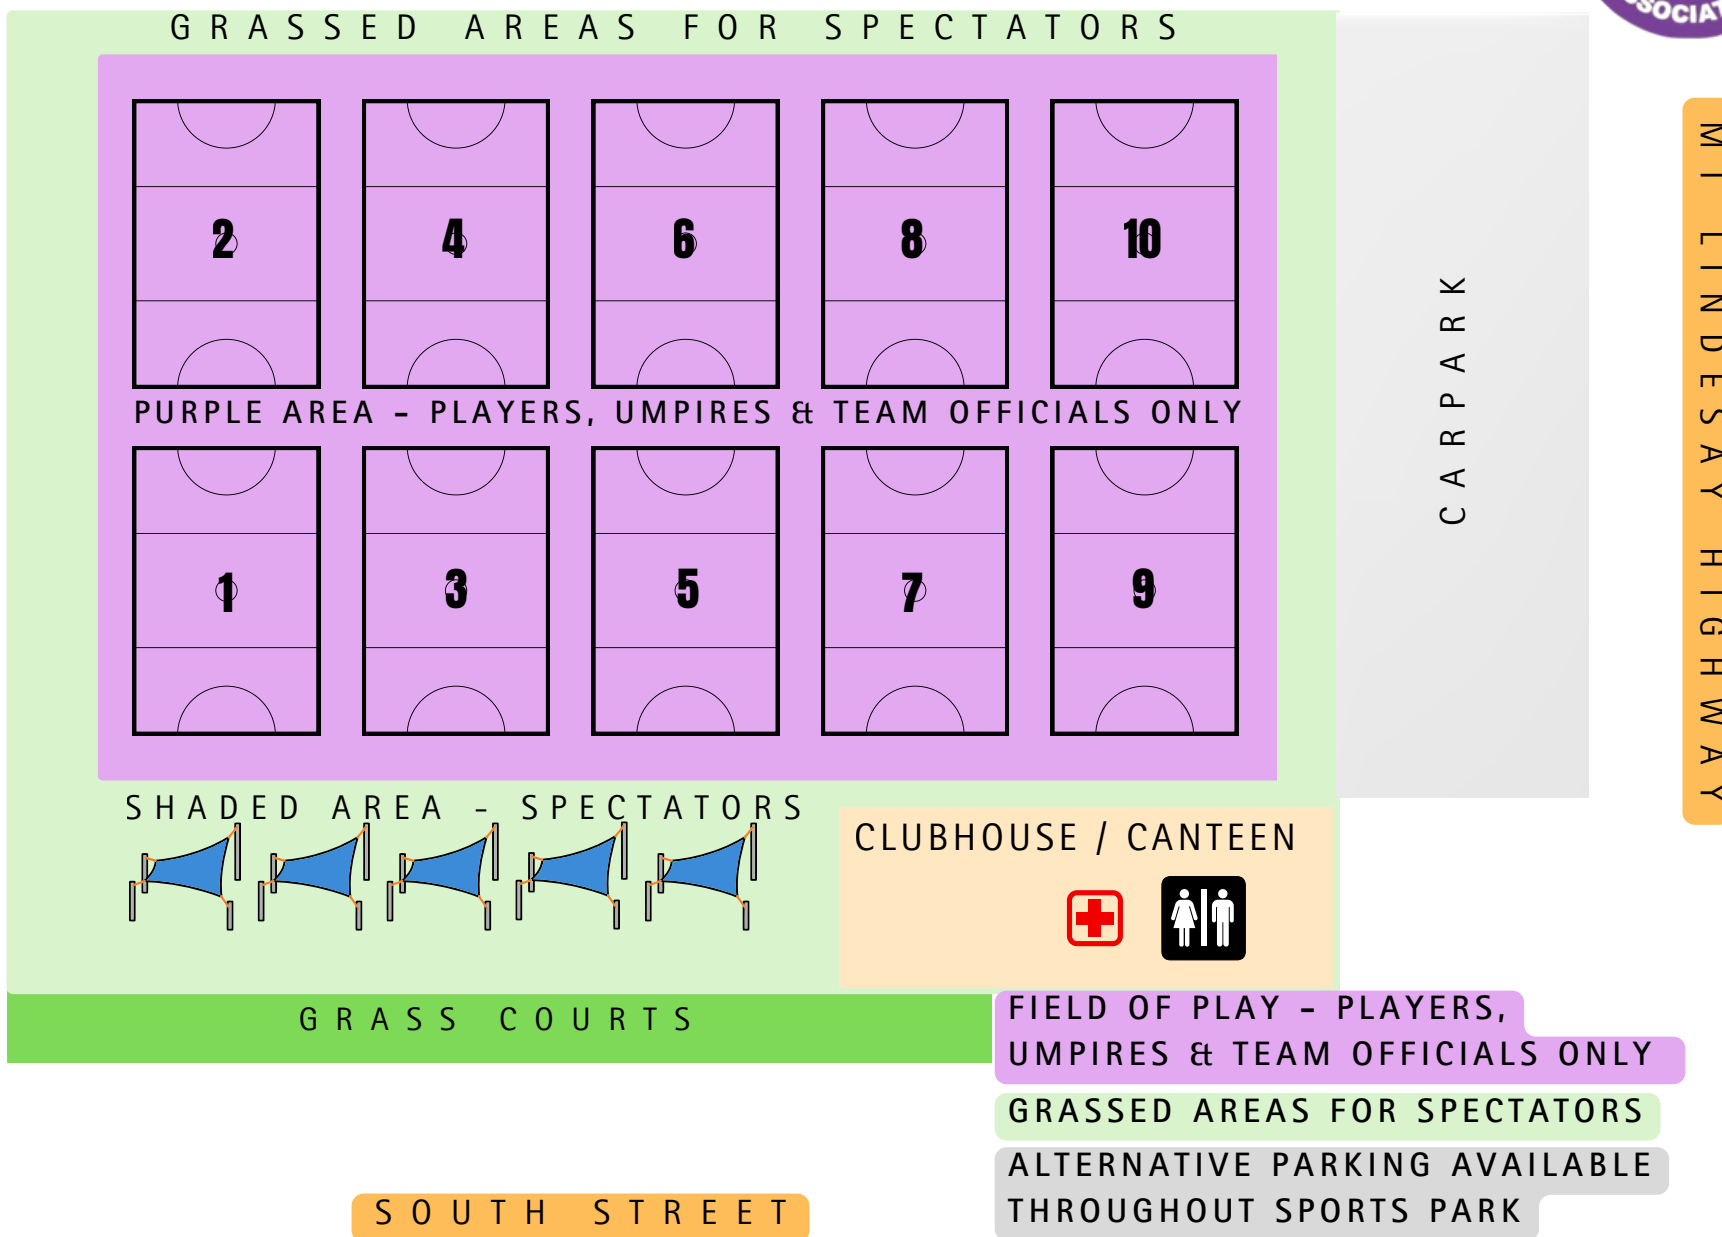 GRASSED AREAS FOR SPECTATORS
2 4 6 8 10
PURPLE AREA - PLAYERS, UMPIRES & TEAM OFFICIALS ONLY
1 3 5 7 9
CARPARK
MT LINDESAY HIGHWAY
SHADED AREA - SPECTATORS
CLUBHOUSE / CANTEEN
GRASS COURTS
FIELD OF PLAY - PLAYERS,
UMPIRES & TEAM OFFICIALS ONLY
GRASSED AREAS FOR SPECTATORS
ALTERNATIVE PARKING AVAILABLE
THROUGHOUT SPORTS PARK
SOUTH STREET